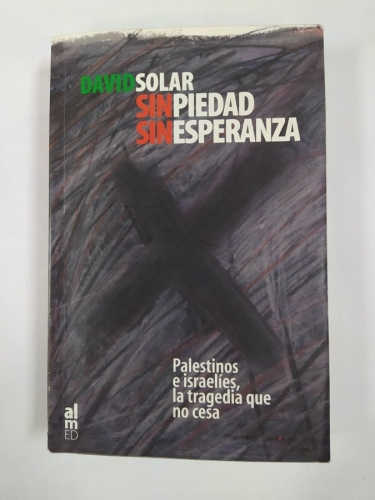 DAVIDSOLAR
SINPIEDAD
SINESPERANZA
Palestinos
e israelíes,
la tragedia que
no cesa
al
m
ED